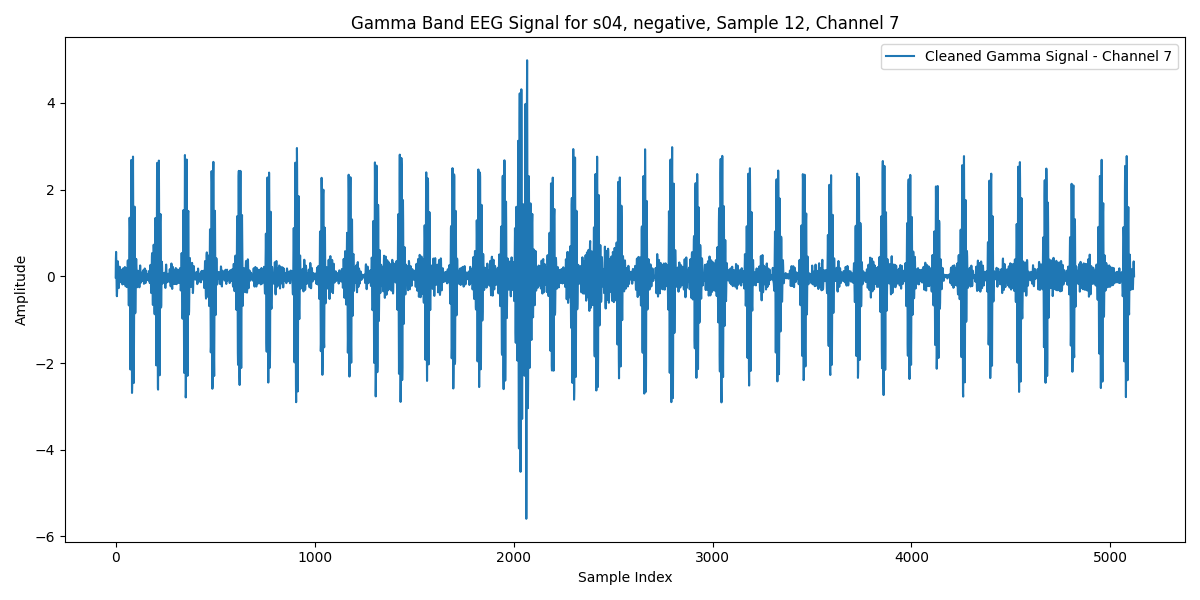 Gamma Band EEG Signal for s04, negative, Sample 12, Channel 7
Cleaned Gamma Signal - Channel 7
Amplitude
4
2
0
−2
−4
−6
0 1000 2000 3000 4000 5000
Sample Index